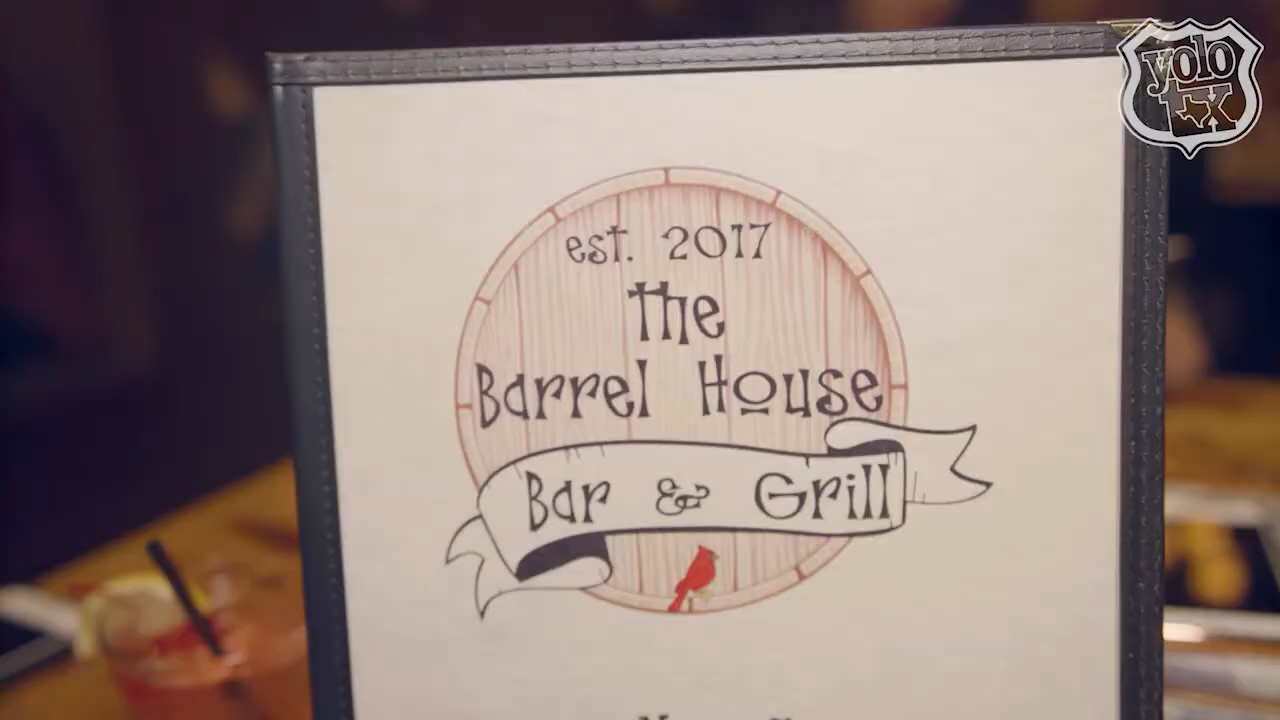 yolo
tx
est. 2017
the
Barrel House
Bar & Grill